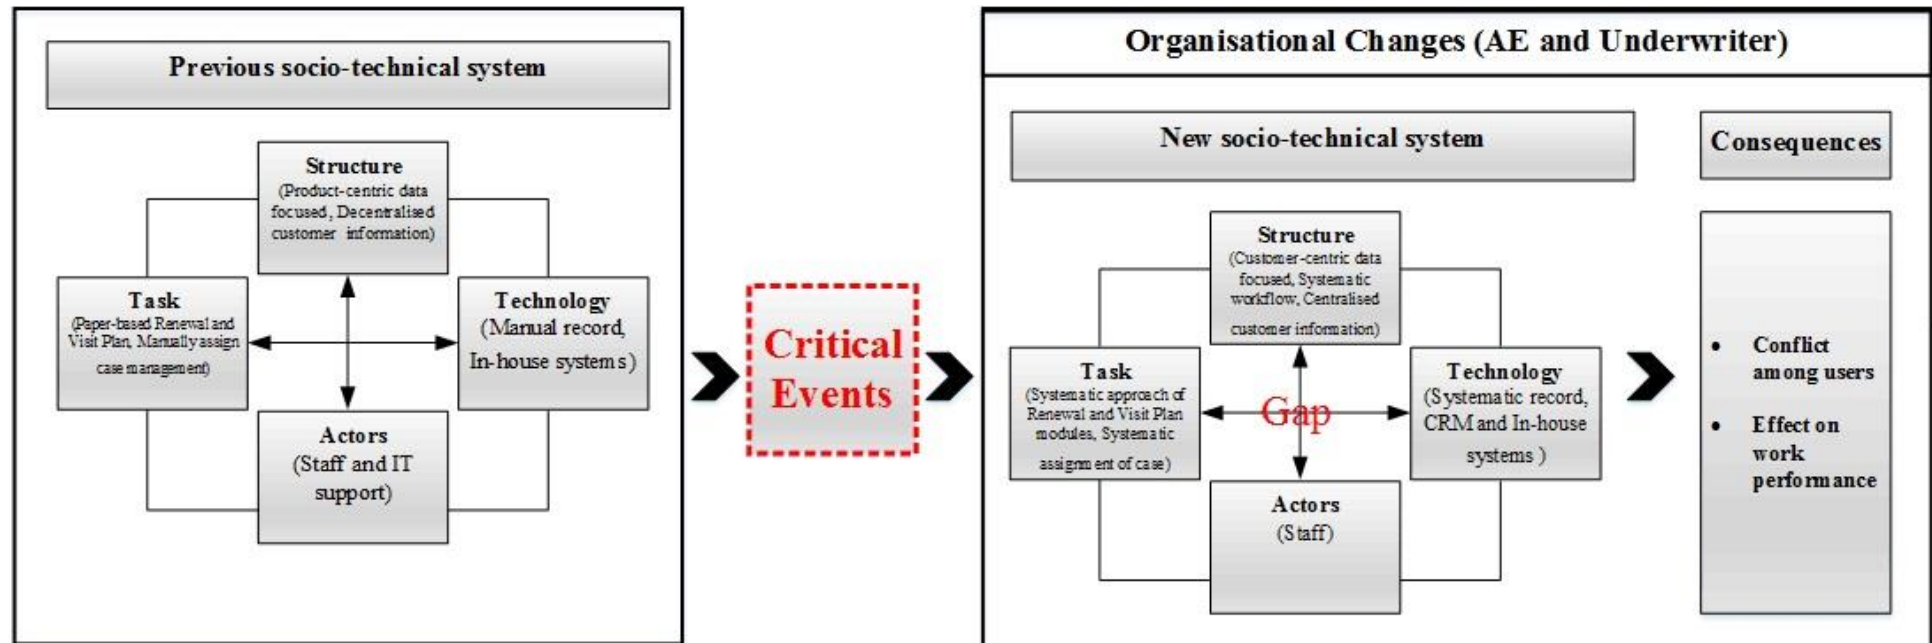 Previous socio-technical system
Structure
(Product-centric data
focused, Decentralised
customer information)
Task
(Paper-based Renewal and
Visit Plan, Manually assign
case management)
Technology
(Manual record,
In-house systems)
Actors
(Staff and IT
support)
Critical
Events
Organisational Changes (AE and Underwriter)
New socio-technical system
Structure
(Customer-centric data
focused, Systematic
workflow, Centralised
customer information)
Task
(Systematic approach of
Renewal and Visit Plan
modules, Systematic
assignment of case)
Gap
Technology
(Systematic record,
CRM and In-house
systems )
Actors
(Staff)
Consequences
• Conflict
among users
• Effect on
work
performance